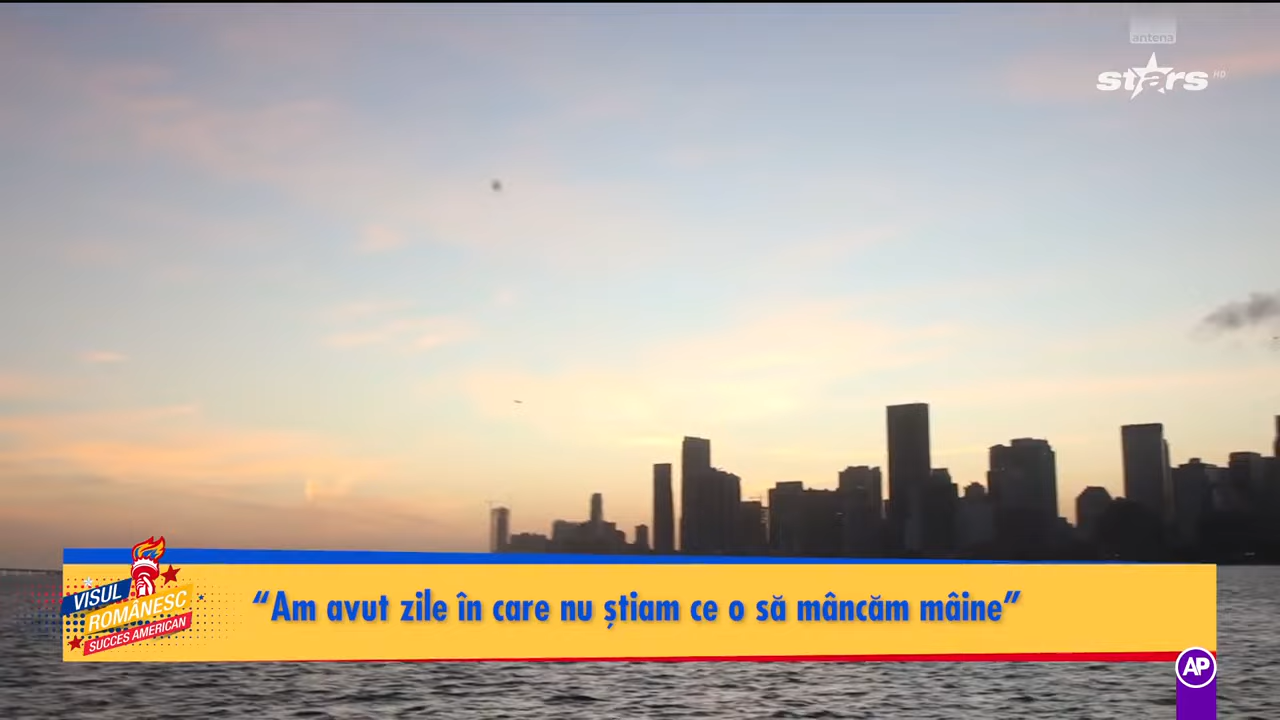 antena
stars HD
VISUL
ROMÂNESC
SUCCES AMERICAN
“Am avut zile în care nu știam ce o să mâncăm mâine”
AP